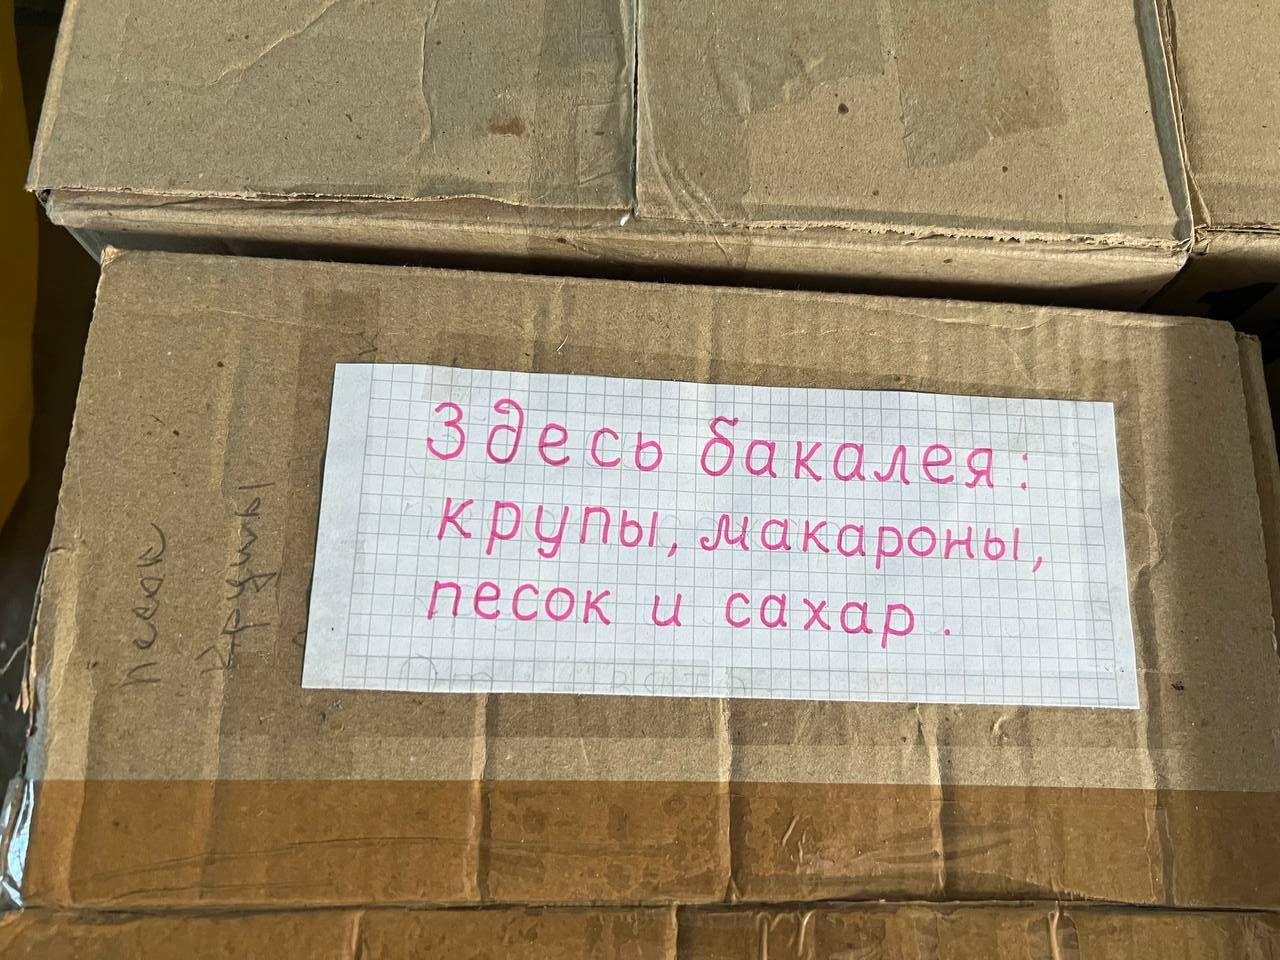 Здесь бакалея:
крупы, макароны,
песок и сахар.
песок
крупы